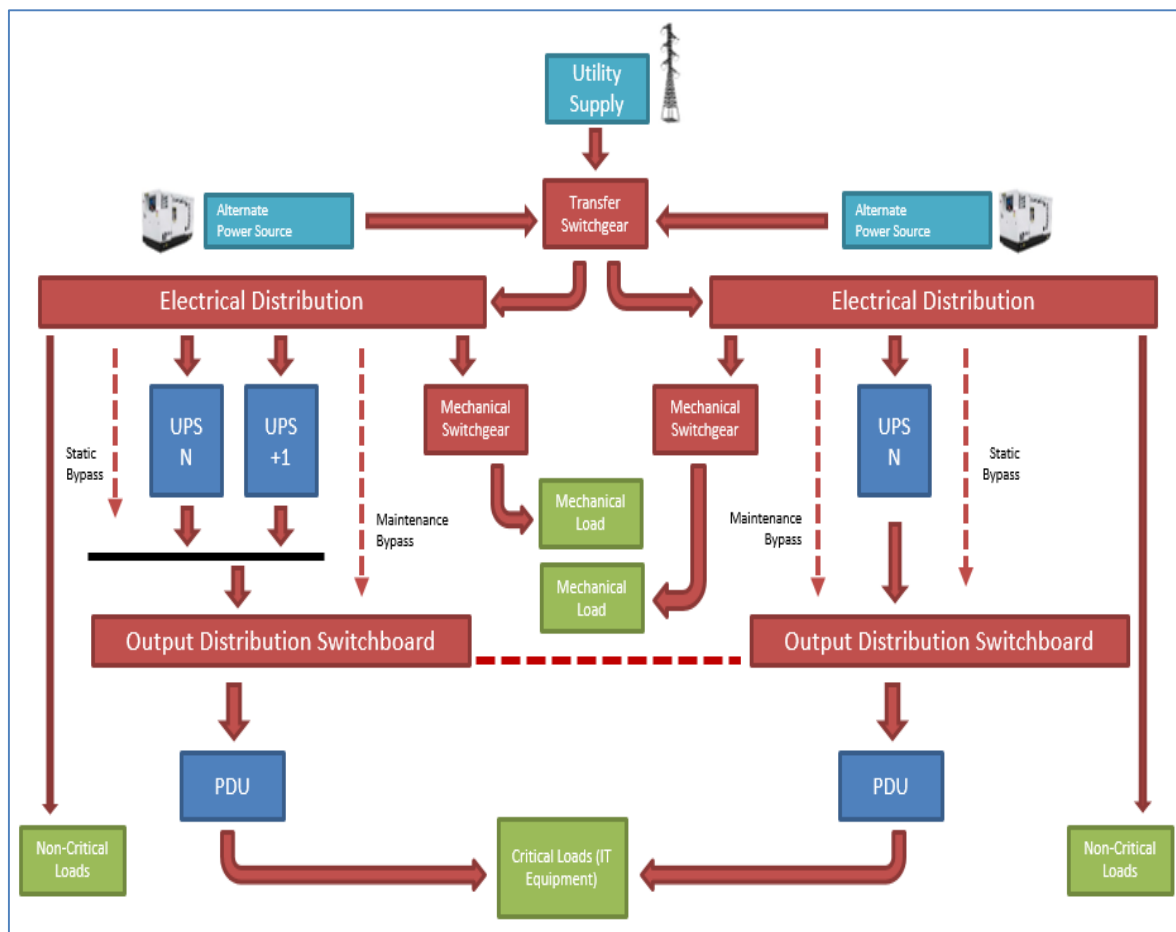 Utility
Supply
Alternate
Power Source
Transfer
Switchgear
Alternate
Power Source
Electrical Distribution
Electrical Distribution
UPS
N
UPS
+1
Mechanical
Switchgear
Mechanical
Switchgear
UPS
N
Static
Bypass
Static
Bypass
Maintenance
Bypass
Mechanical
Load
Maintenance
Bypass
Mechanical
Load
Output Distribution Switchboard
Output Distribution Switchboard
PDU
PDU
Non-Critical
Loads
Critical Loads (IT
Equipment)
Non-Critical
Loads